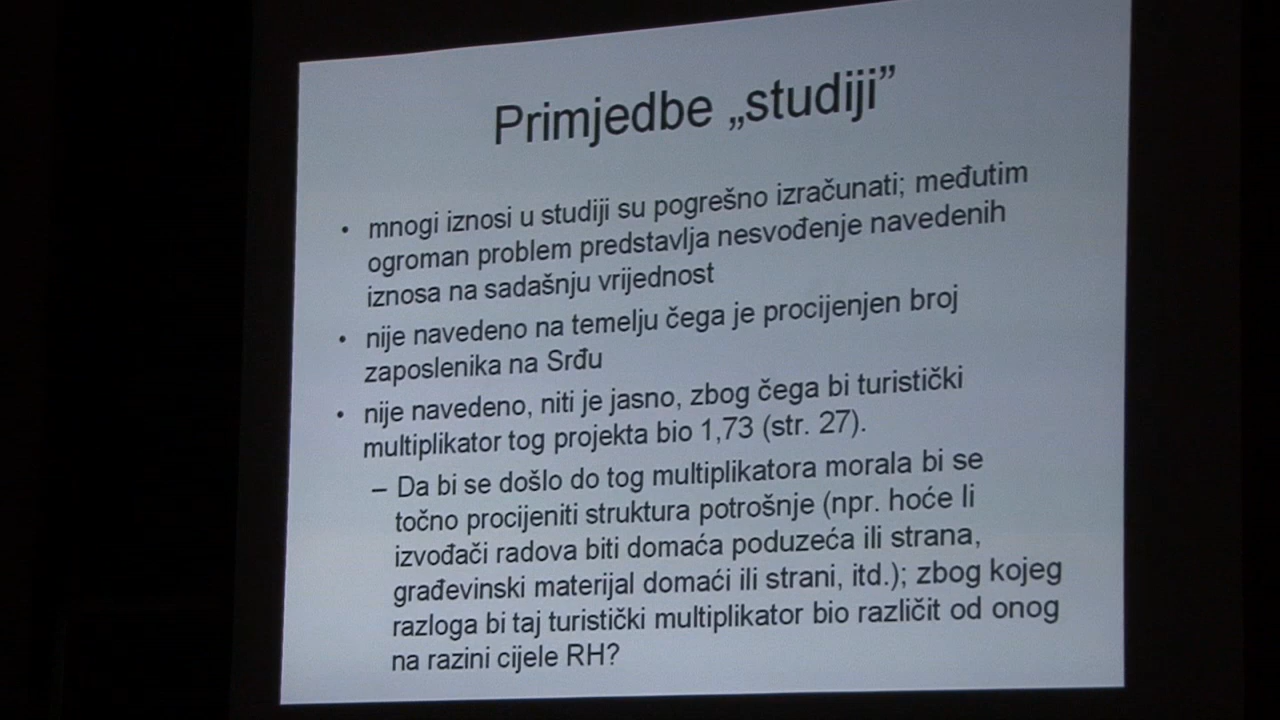 Primjedbe „studiji”
• mnogi iznosi u studiji su pogrešno izračunati; međutim
ogroman problem predstavlja nesvođenje navedenih
iznosa na sadašnju vrijednost
• nije navedeno na temelju čega je procijenjen broj
zaposlenika na Srđu
• nije navedeno, niti je jasno, zbog čega bi turistički
multiplikator tog projekta bio 1,73 (str. 27).
– Da bi se došlo do tog multiplikatora morala bi se
točno procijeniti struktura potrošnje (npr. hoće li
izvođači radova biti domaća poduzeća ili strana,
građevinski materijal domaći ili strani, itd.); zbog kojeg
razloga bi taj turistički multiplikator bio različit od onog
na razini cijele RH?